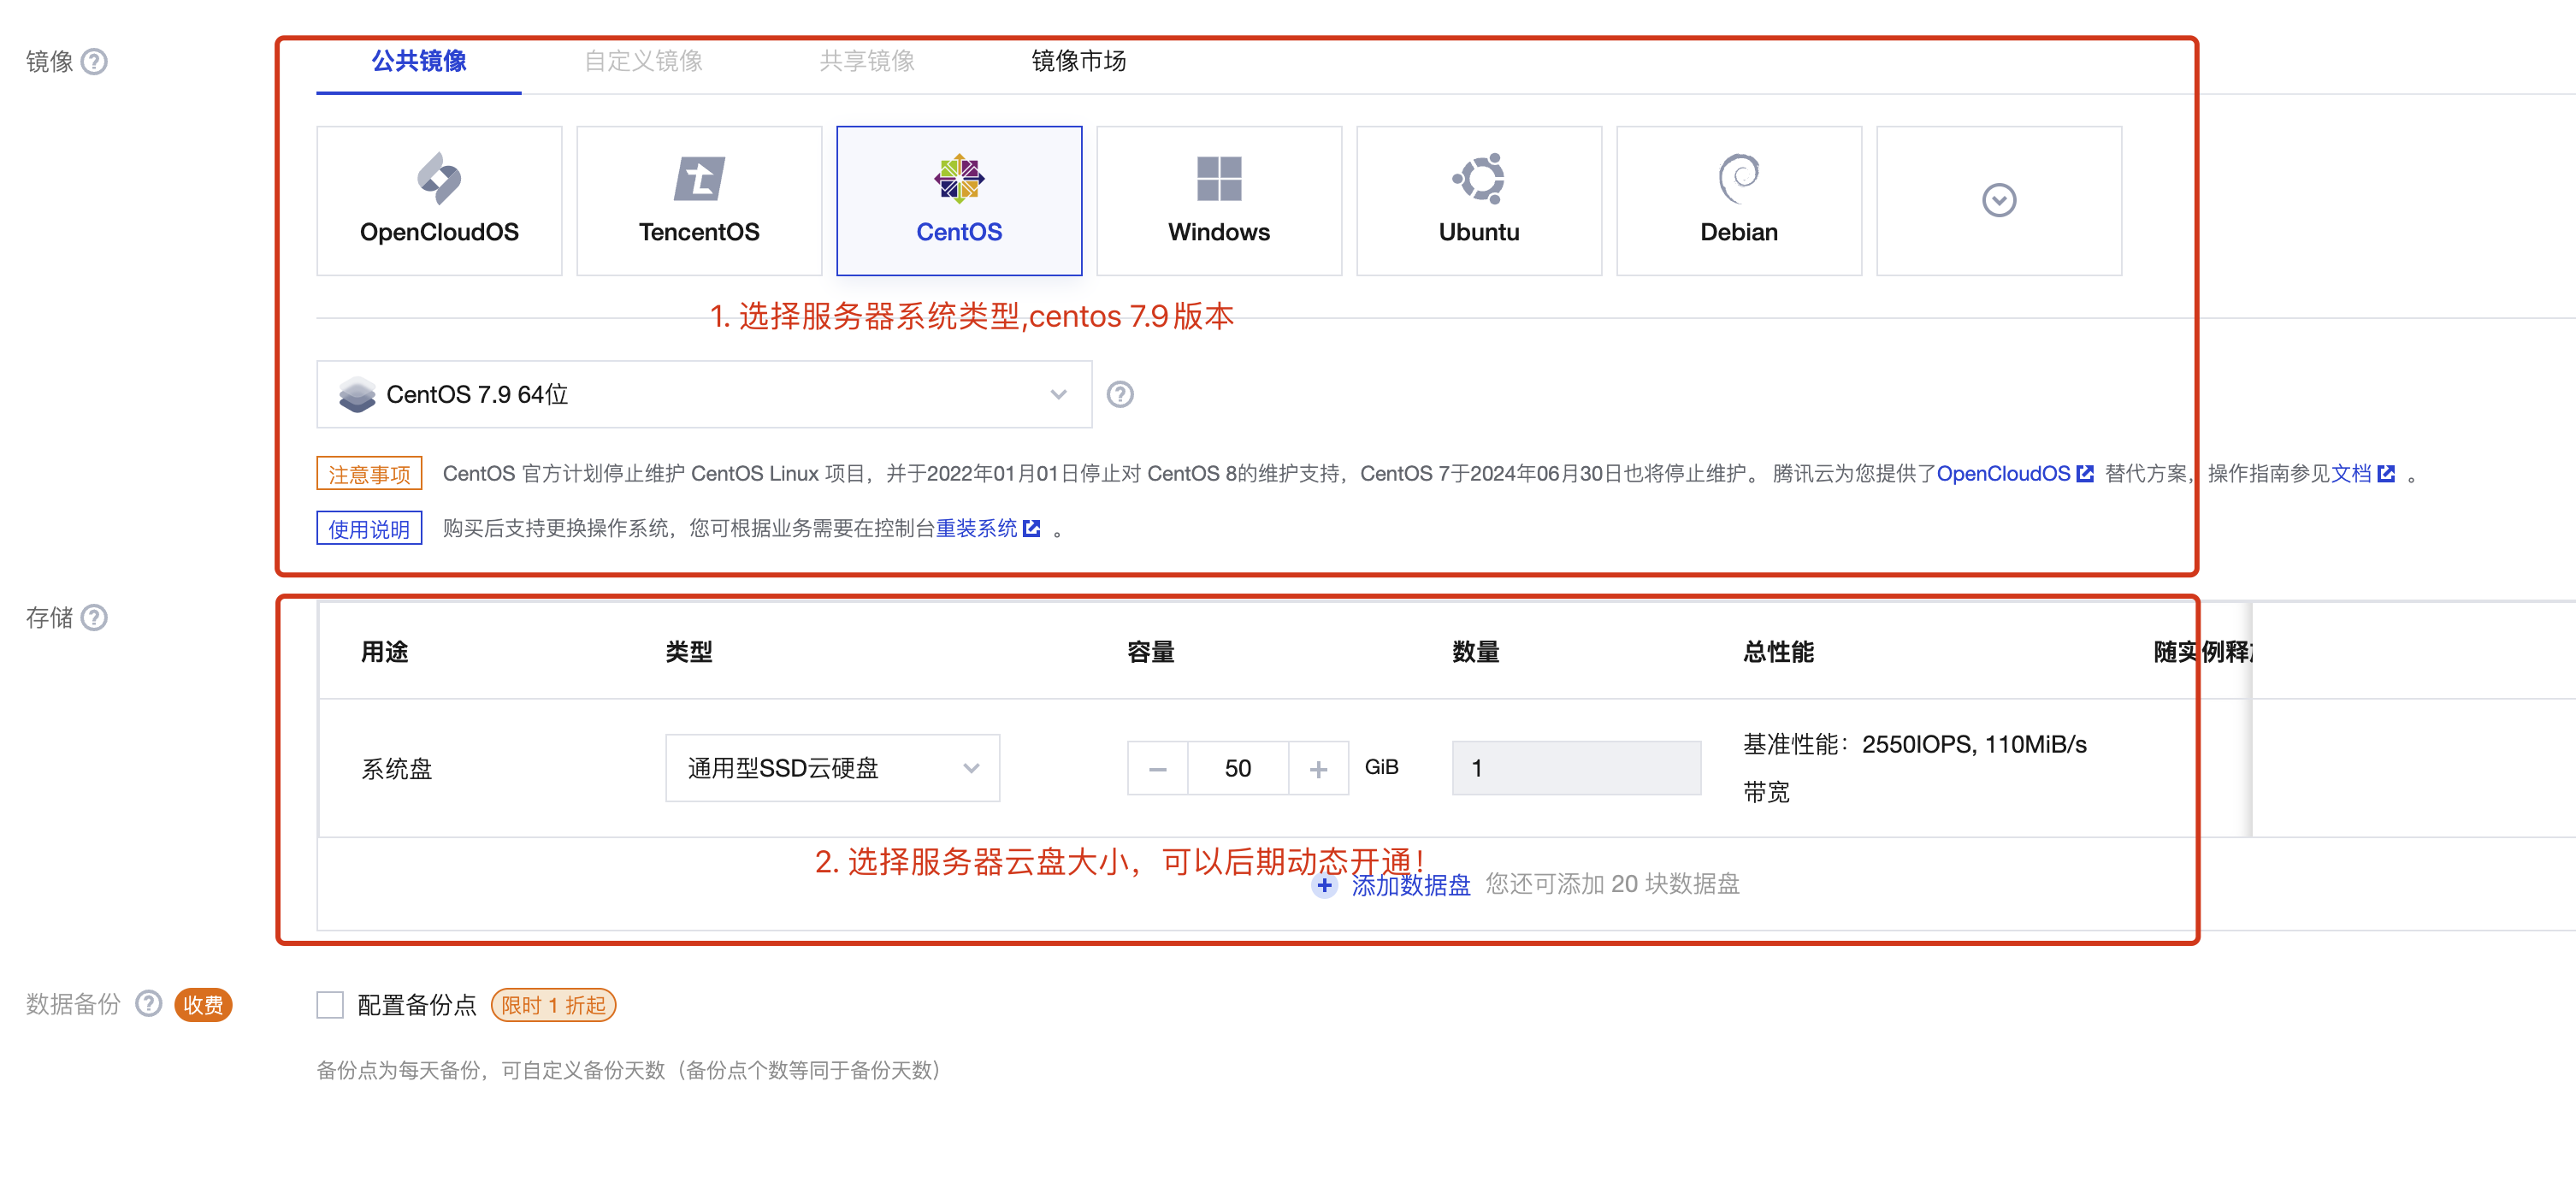 镜像
公共镜像 自定义镜像 共享镜像 镜像市场
OpenCloudOS TencentOS CentOS Windows Ubuntu Debian
1. 选择服务器系统类型,centos 7.9版本
CentOS 7.9 64位
注意事项 CentOS 官方计划停止维护 CentOS Linux 项目，并于2022年01月01日停止对 CentOS 8的维护支持，CentOS 7于2024年06月30日也将停止维护。 腾讯云为您提供了OpenCloudOS 替代方案，操作指南参见文档 。
使用说明 购买后支持更换操作系统，您可根据业务需要在控制台重装系统 。
存储
用途 类型 容量 数量 总性能 随实例释
系统盘 通用型SSD云硬盘 50 GiB 1 基准性能：2550IOPS, 110MiB/s
带宽
2. 选择服务器云盘大小，可以后期动态开通！
添加数据盘 您还可添加 20 块数据盘
数据备份 收费 配置备份点 限时 1 折起
备份点为每天备份，可自定义备份天数（备份点个数等同于备份天数）